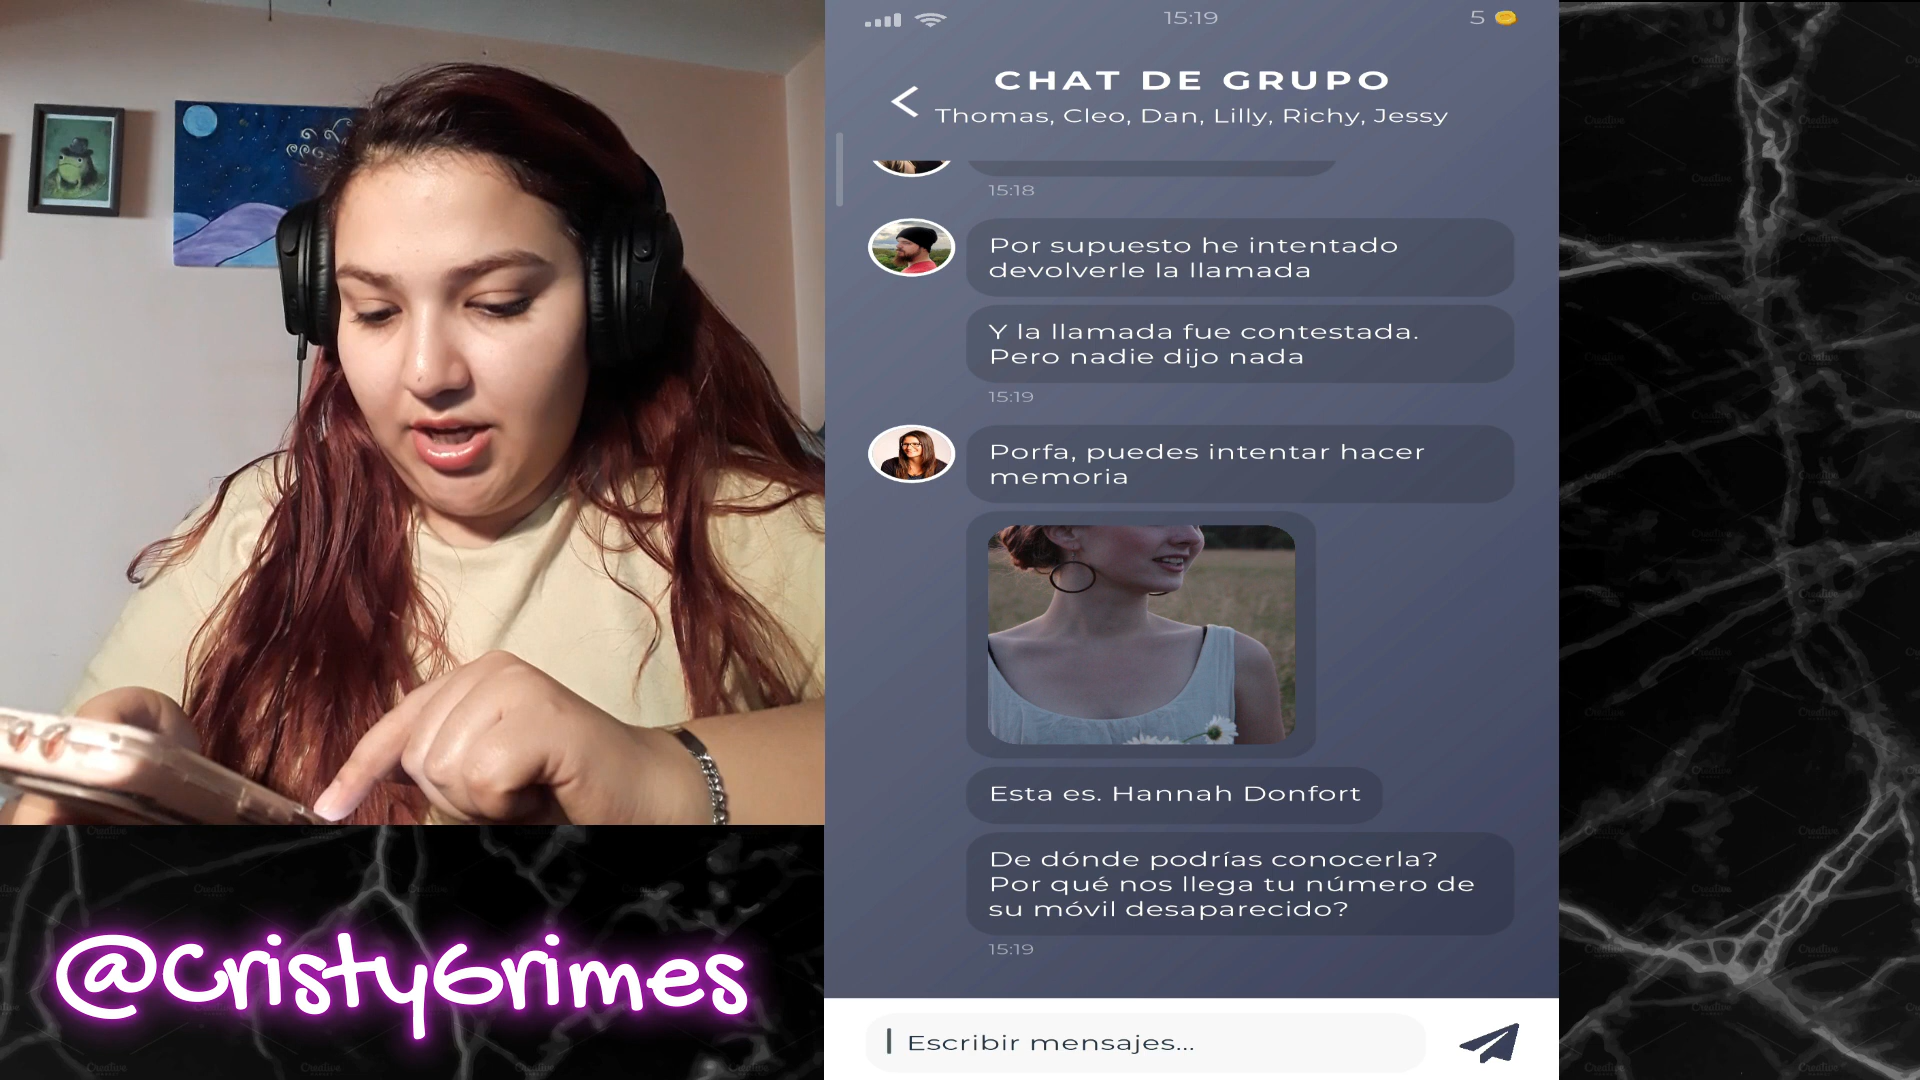 15:19
5
CHAT DE GRUPO
Thomas, Cleo, Dan, Lilly, Richy, Jessy
15:18
Por supuesto he intentado
devolverle la llamada
Y la llamada fue contestada.
Pero nadie dijo nada
15:19
Porfa, puedes intentar hacer
memoria
Esta es. Hannah Donfort
De dónde podrías conocerla?
Por qué nos llega tu número de
su móvil desaparecido?
15:19
Escribir mensajes...
@CristyGrimes